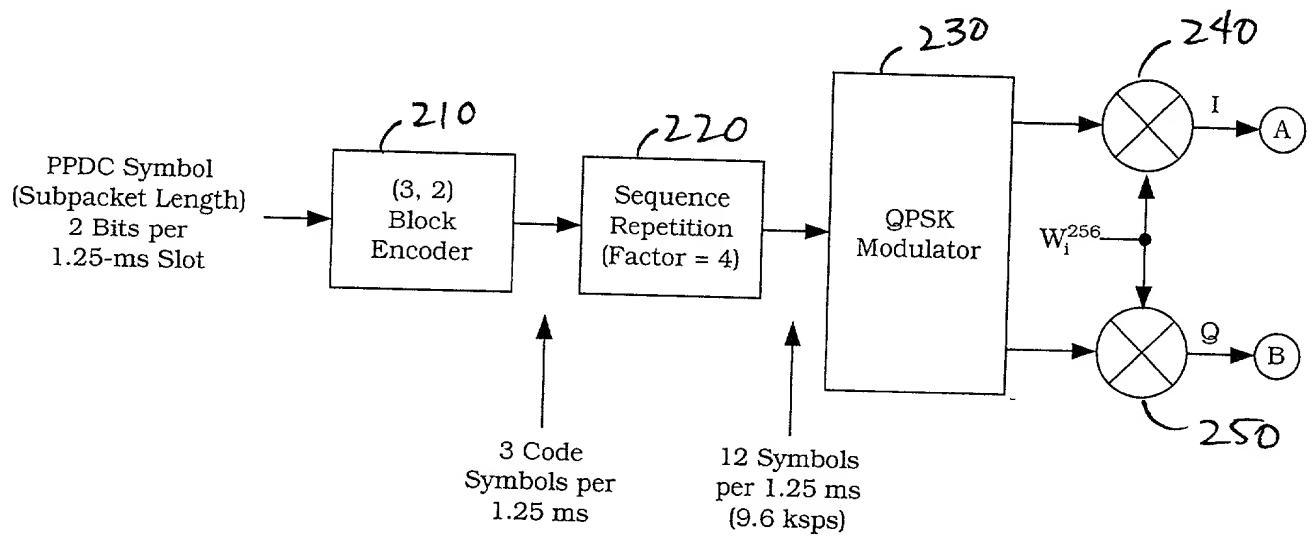 230
240
210
220
I
A
PPDC Symbol
(Subpacket Length)
2 Bits per
1.25-ms Slot
(3, 2)
Block
Encoder
Sequence
Repetition
(Factor = 4)
QPSK
Modulator
W_i^256
Q
B
250
3 Code
Symbols per
1.25 ms
12 Symbols
per 1.25 ms
(9.6 ksps)